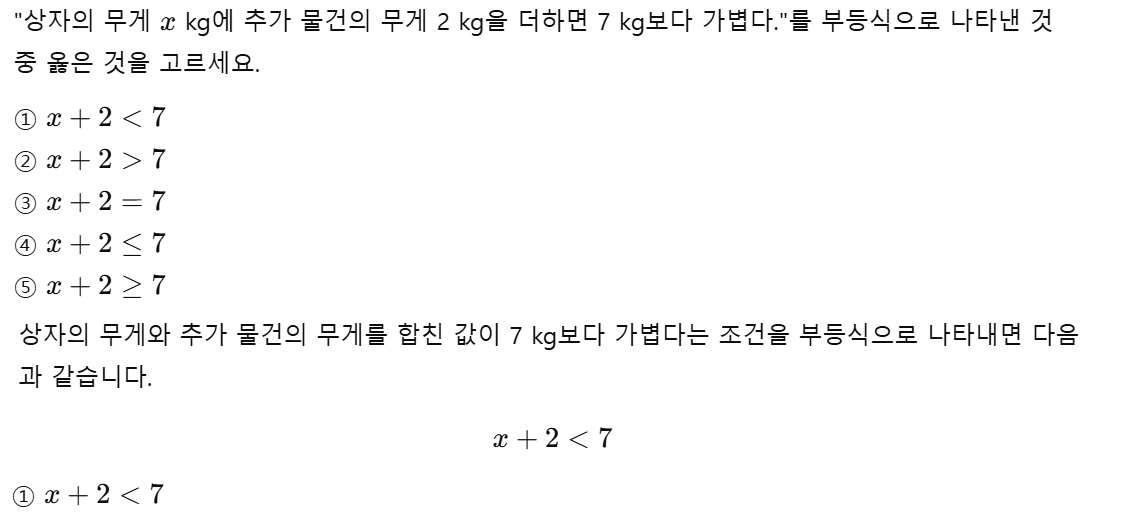 "상자의 무게 x kg에 추가 물건의 무게 2 kg을 더하면 7 kg보다 가볍다."를 부등식으로 나타낸 것
중 옳은 것을 고르세요.
① x + 2 < 7
② x + 2 > 7
③ x + 2 = 7
④ x + 2 ≤ 7
⑤ x + 2 ≥ 7
상자의 무게와 추가 물건의 무게를 합친 값이 7 kg보다 가볍다는 조건을 부등식으로 나타내면 다음
과 같습니다.
x + 2 < 7
① x + 2 < 7